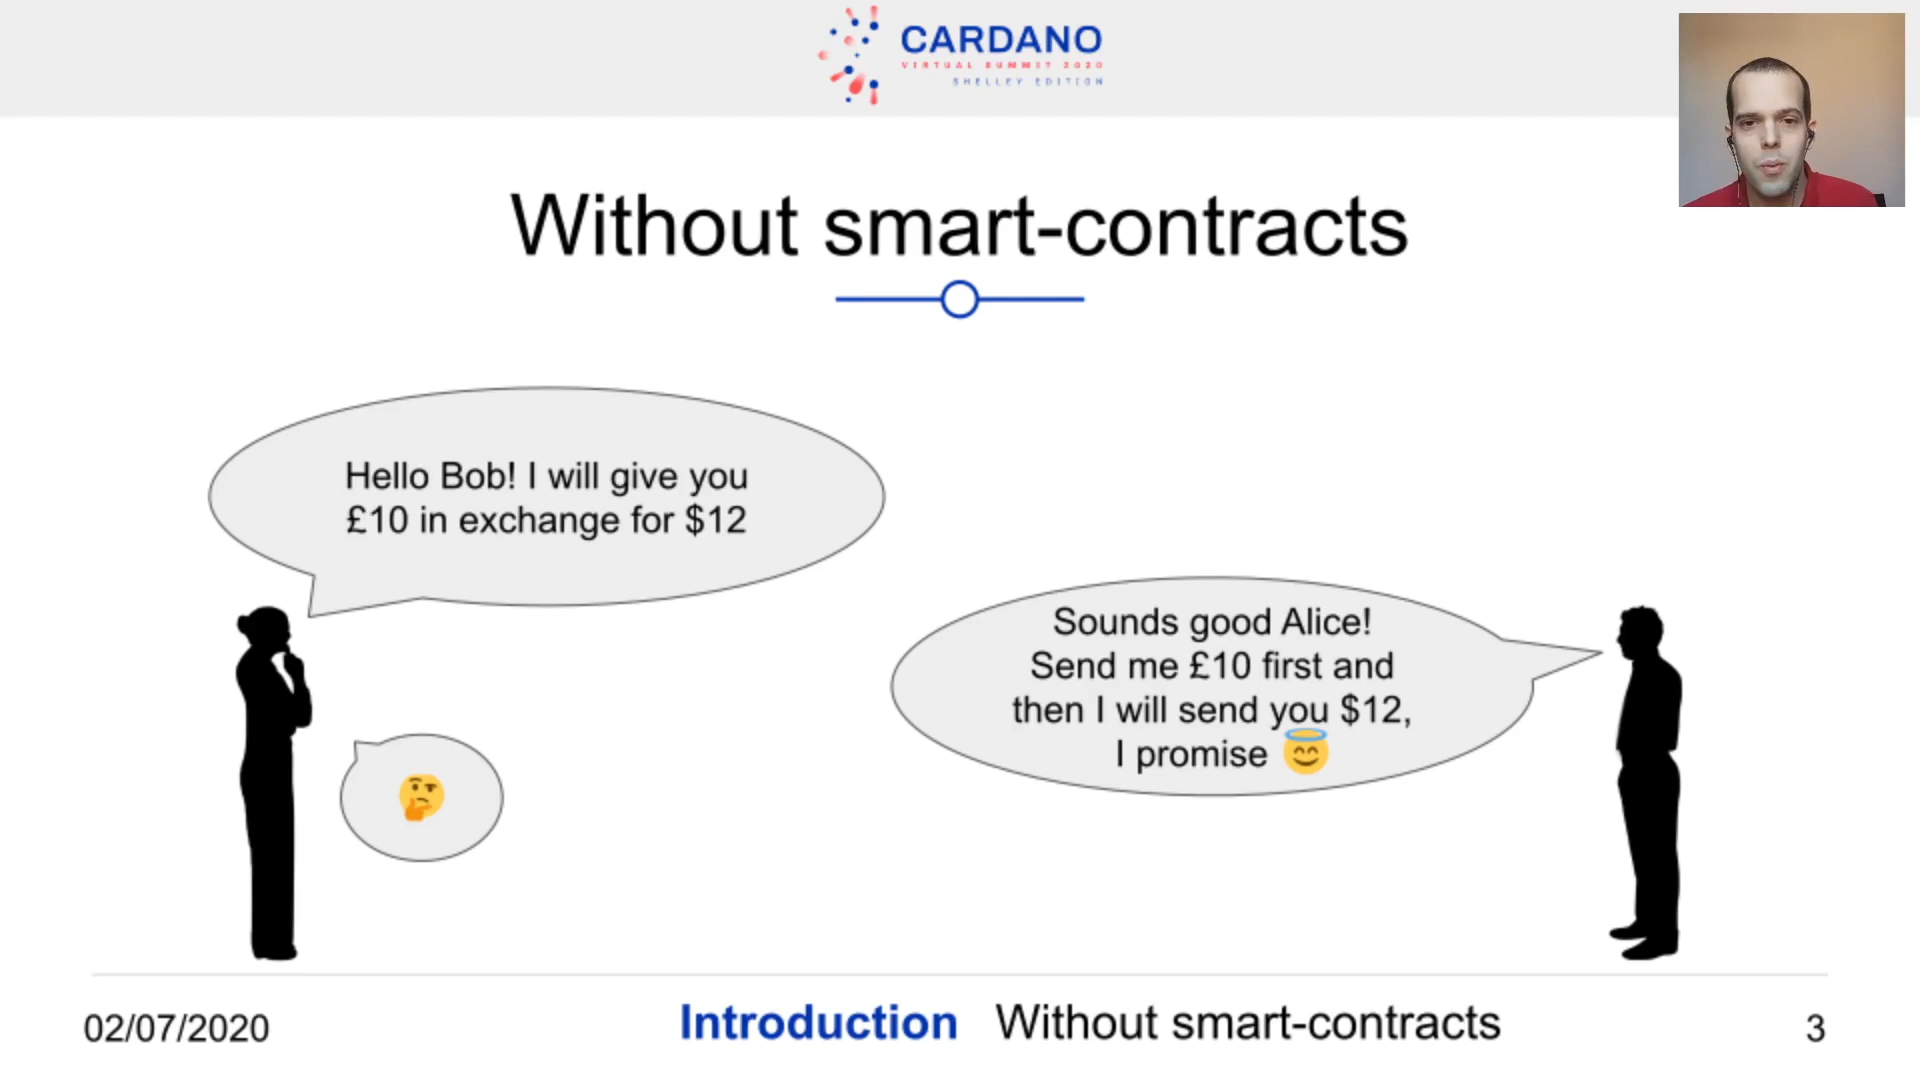 CARDANO
VIRTUAL SUMMIT 2020
SHELLEY EDITION
Without smart-contracts
Hello Bob! I will give you
£10 in exchange for $12
Sounds good Alice!
Send me £10 first and
then I will send you $12,
I promise
02/07/2020
Introduction Without smart-contracts
3